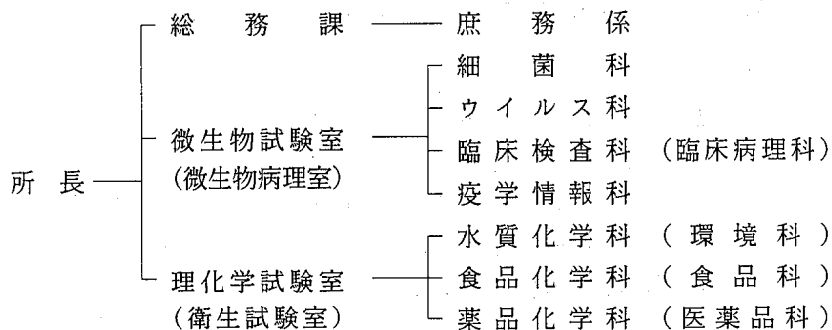 総務課 庶務係
細菌科
ウイルス科
微生物試験室
臨床検査科 (臨床病理科)
所長 (微生物病理室)
疫学情報科
水質化学科 (環境科)
理化学試験室 食品化学科 (食品科)
(衛生試験室) 薬品化学科 (医薬品科)